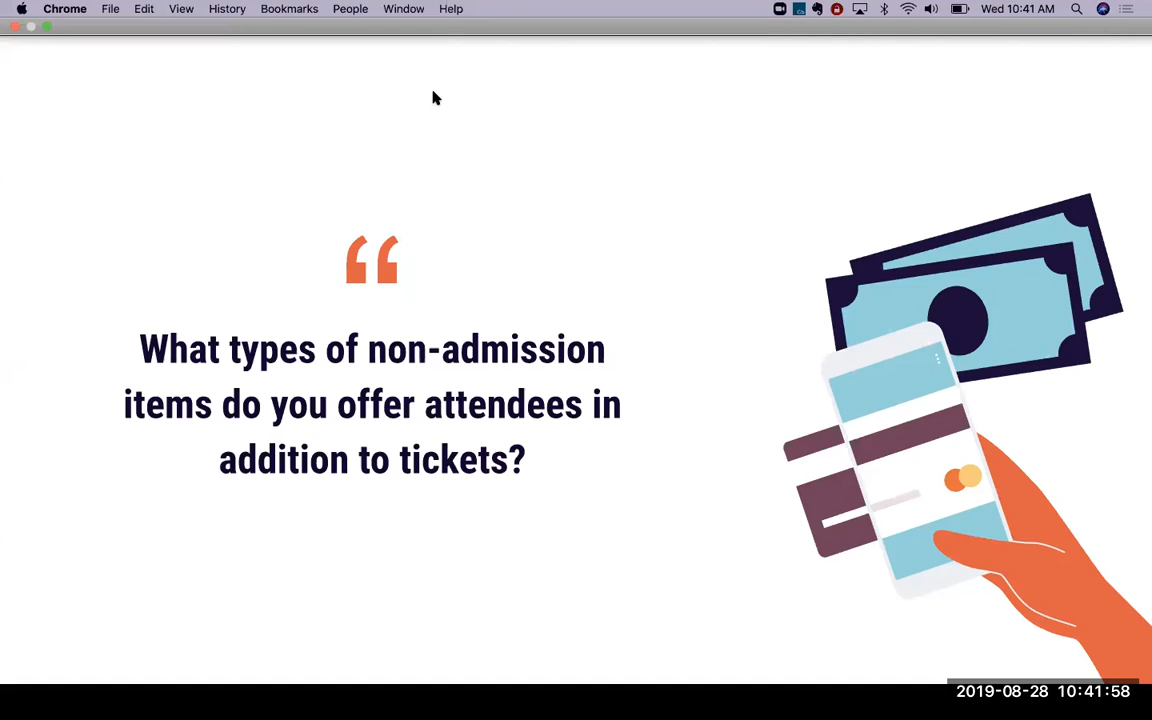 Chrome File Edit View History Bookmarks People Window Help Wed 10:41 AM
“
What types of non-admission
items do you offer attendees in
addition to tickets?
2019-08-28 10:41:58